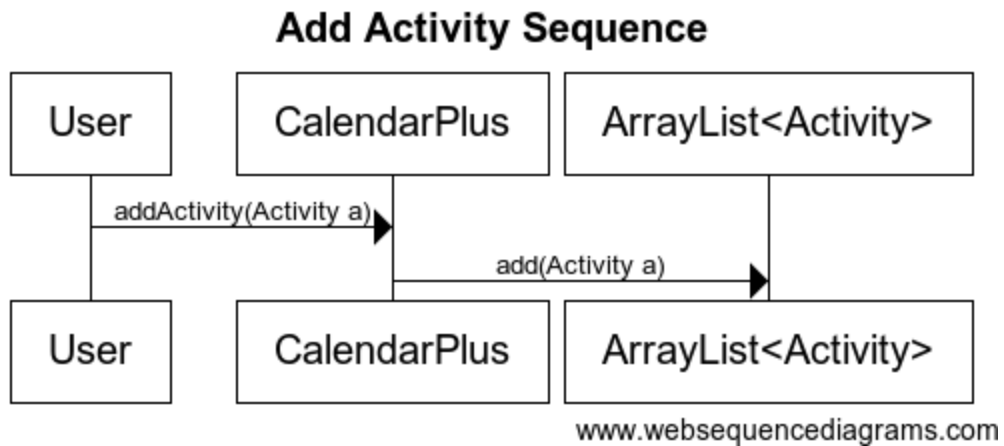 Add Activity Sequence
User CalendarPlus ArrayList<Activity>
addActivity(Activity a)
add(Activity a)
User CalendarPlus ArrayList<Activity>
www.websequencediagrams.com